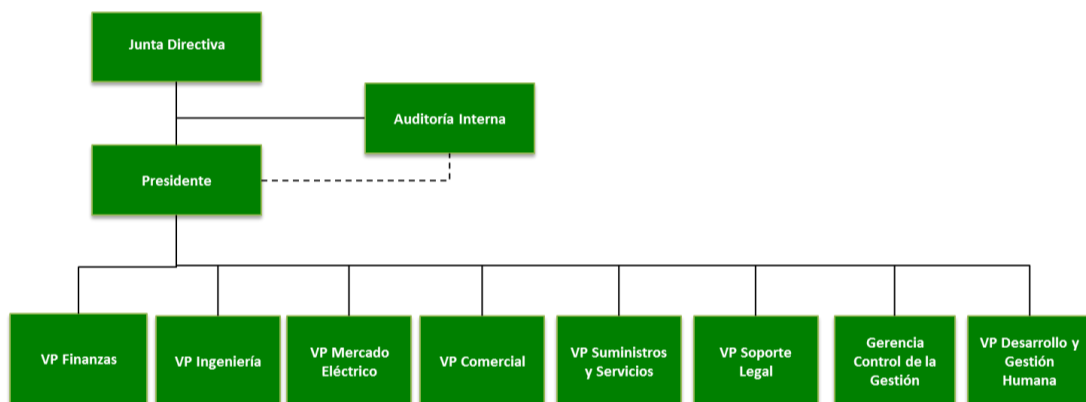 Junta Directiva
Auditoría Interna
Presidente
VP Finanzas
VP Ingeniería
VP Mercado
Eléctrico
VP Comercial
VP Suministros
y Servicios
VP Soporte
Legal
Gerencia
Control de la
Gestión
VP Desarrollo y
Gestión
Humana